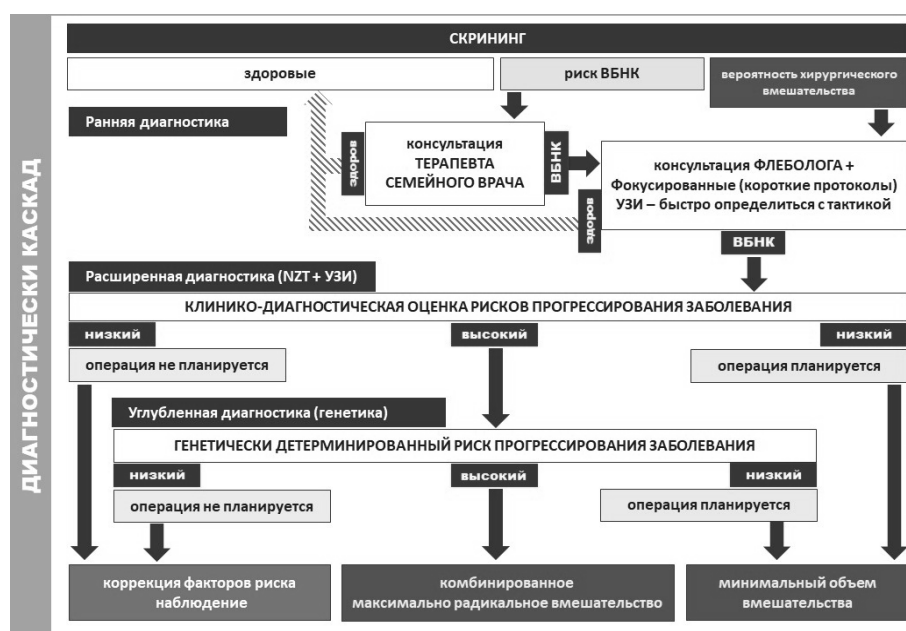 ДИАГНОСТИЧЕСКИ КАСКАД
СКРИНИНГ
здоровые
риск ВБНК
вероятность хирургического
вмешательства
Ранняя диагностика
здоров
консультация
ТЕРАПЕВТА
СЕМЕЙНОГО ВРАЧА
ВБНК
здоров
консультация ФЛЕБОЛОГА +
Фокусированные (короткие протоколы)
УЗИ – быстро определиться с тактикой
ВБНК
Расширенная диагностика (NZT + УЗИ)
КЛИНИКО-ДИАГНОСТИЧЕСКАЯ ОЦЕНКА РИСКОВ ПРОГРЕССИРОВАНИЯ ЗАБОЛЕВАНИЯ
низкий
высокий
низкий
операция не планируется
операция планируется
Углубленная диагностика (генетика)
ГЕНЕТИЧЕСКИ ДЕТЕРМИНИРОВАННЫЙ РИСК ПРОГРЕССИРОВАНИЯ ЗАБОЛЕВАНИЯ
низкий
высокий
низкий
операция не планируется
операция планируется
коррекция факторов риска
наблюдение
комбинированное
максимально радикальное вмешательство
минимальный объем
вмешательства